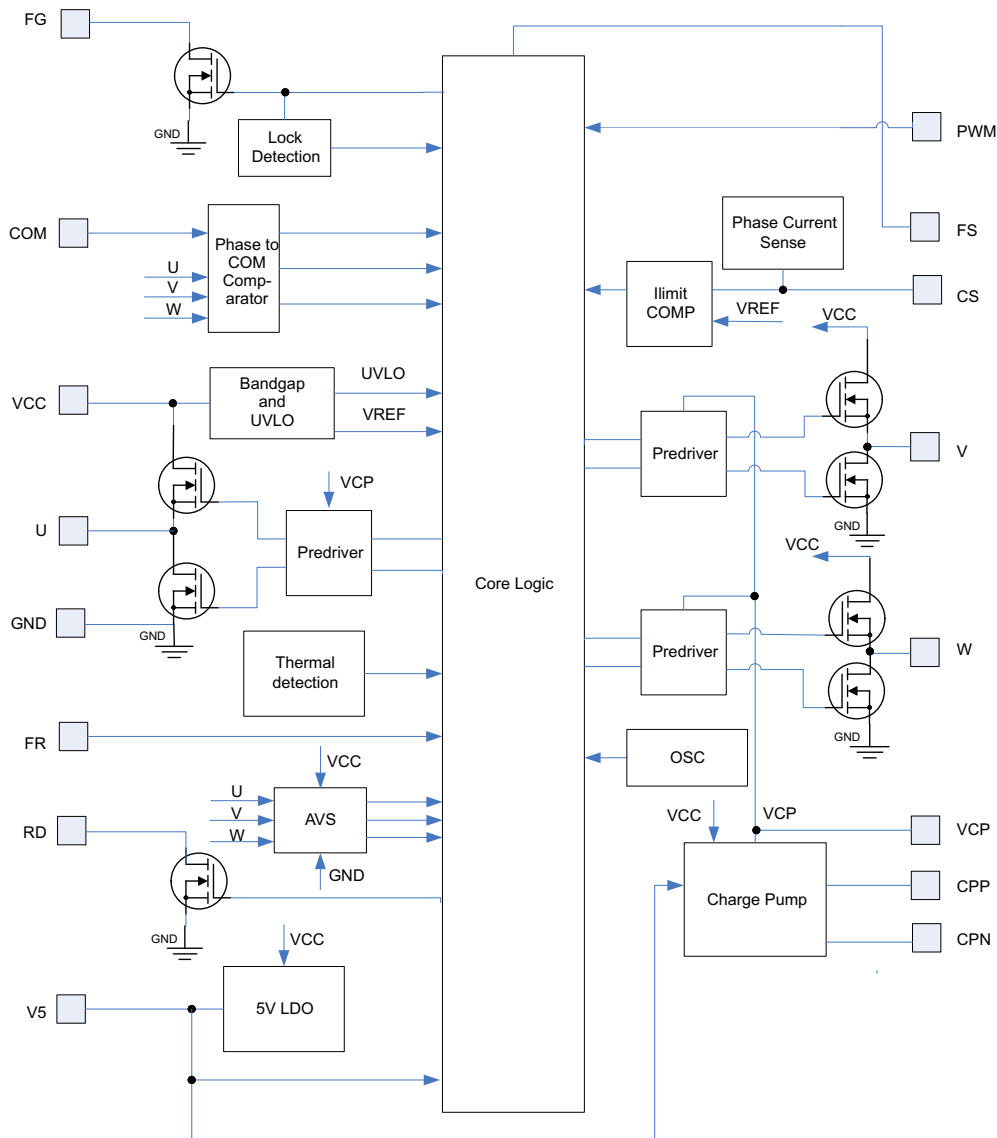 FG
GND
Lock
Detection
PWM
COM
U
V
W
Phase to
COM
Comp-
arator
Phase Current
Sense
FS
Ilimit
COMP
CS
VREF
VCC
VCC
Bandgap
and
UVLO
UVLO
VREF
Predriver
V
GND
U
VCP
Predriver
GND
GND
Core Logic
VCC
Predriver
W
GND
Thermal
detection
FR
OSC
VCC
U
V
W
AVS
GND
RD
GND
VCC
VCP
VCP
Charge Pump
CPP
CPN
VCC
V5
5V LDO